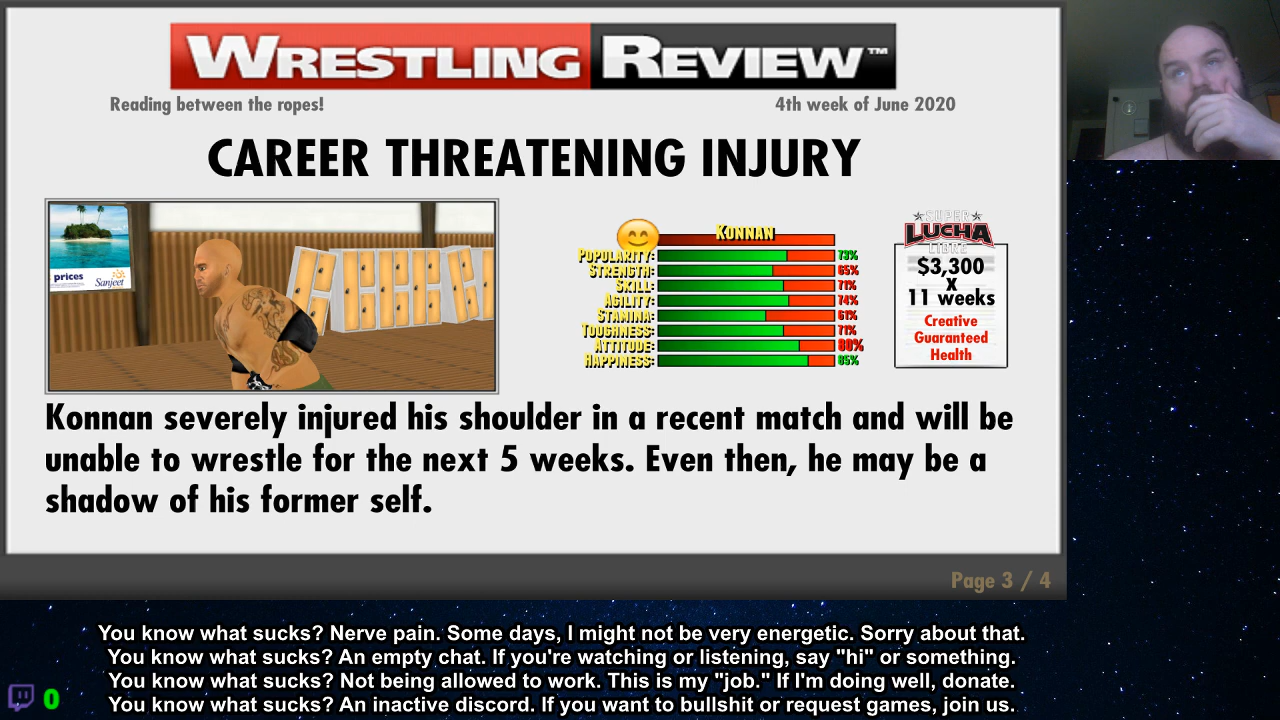 WRESTLING REVIEW™
Reading between the ropes!
4th week of June 2020
CAREER THREATENING INJURY
prices
Sanjeet
KONNAN
POPULARITY: 73%
STRENGTH: 65%
SKILL: 71%
AGILITY: 74%
STAMINA: 61%
TOUGHNESS: 71%
ATTITUDE: 80%
HAPPINESS: 85%
SUPER
LUCHA
LIBRE
$3,300
X
11 weeks
Creative
Guaranteed
Health
Konnan severely injured his shoulder in a recent match and will be
unable to wrestle for the next 5 weeks. Even then, he may be a
shadow of his former self.
Page 3 / 4
You know what sucks? Nerve pain. Some days, I might not be very energetic. Sorry about that.
You know what sucks? An empty chat. If you're watching or listening, say "hi" or something.
You know what sucks? Not being allowed to work. This is my "job." If I'm doing well, donate.
You know what sucks? An inactive discord. If you want to bullshit or request games, join us.
0